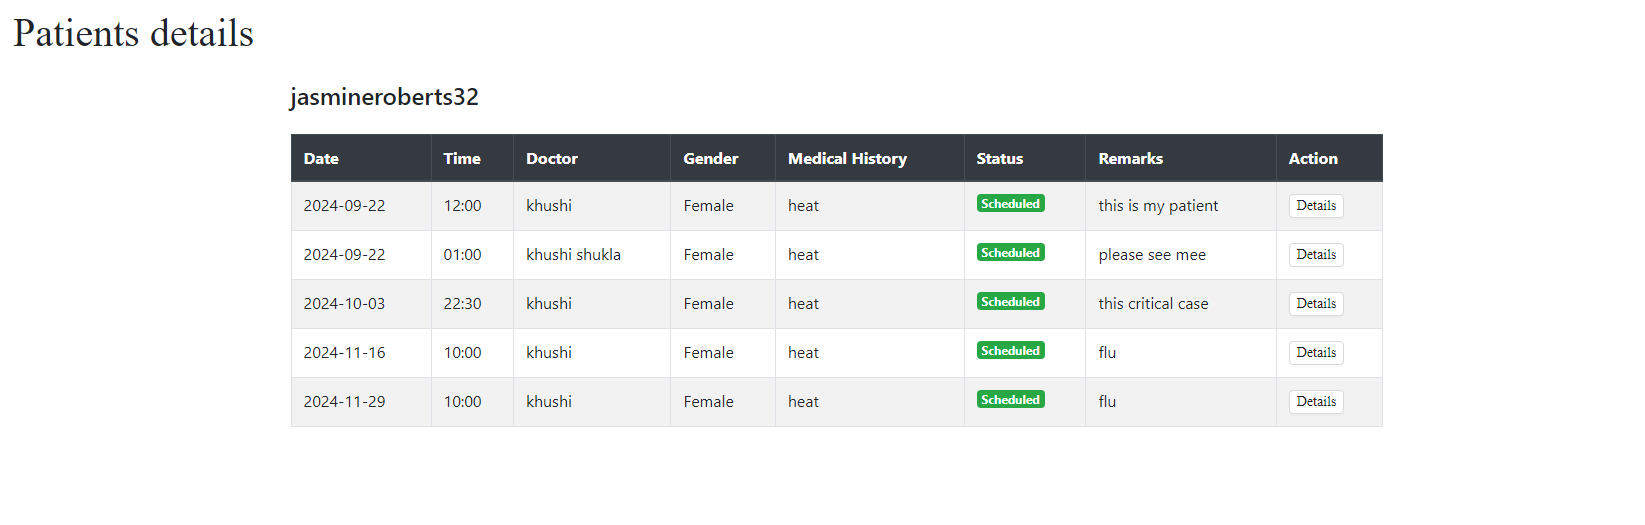 Patients details
jasmineroberts32
Date Time Doctor Gender Medical History Status Remarks Action
2024-09-22 12:00 khushi Female heat Scheduled this is my patient Details
2024-09-22 01:00 khushi shukla Female heat Scheduled please see mee Details
2024-10-03 22:30 khushi Female heat Scheduled this critical case Details
2024-11-16 10:00 khushi Female heat Scheduled flu Details
2024-11-29 10:00 khushi Female heat Scheduled flu Details